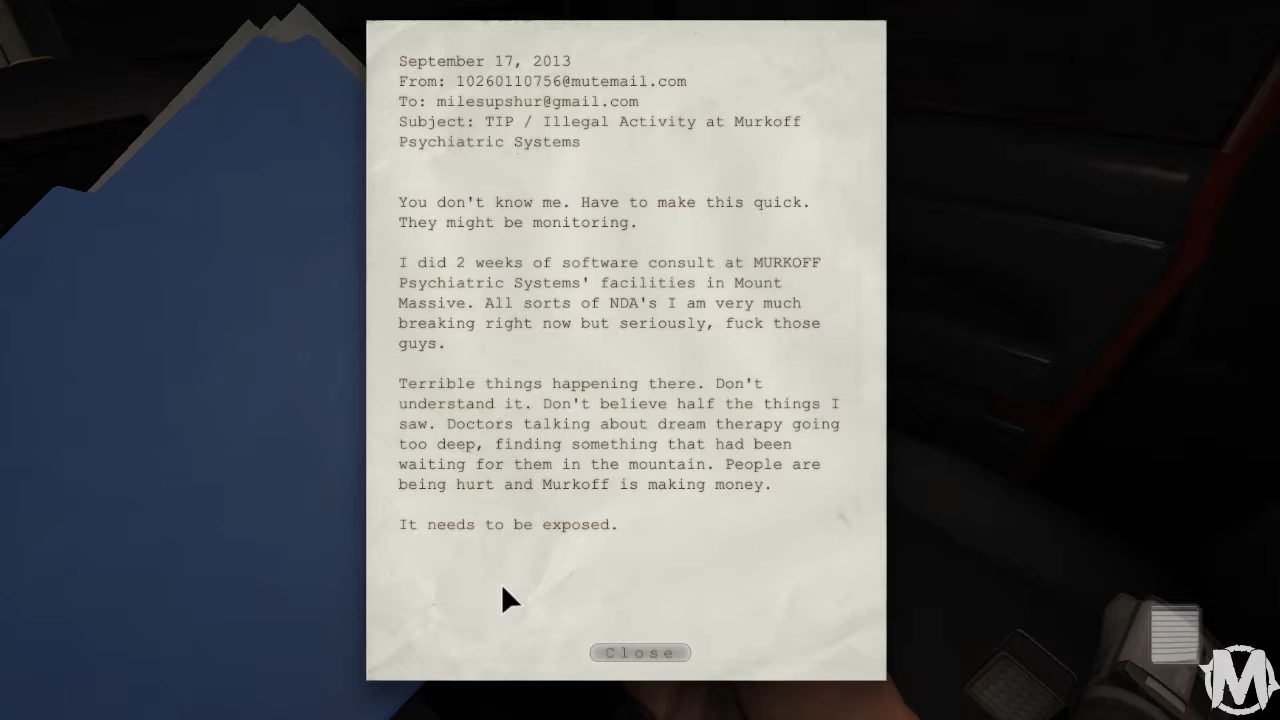 September 17, 2013
From: 10260110756@mutemail.com
To: milesupshur@gmail.com
Subject: TIP / Illegal Activity at Murkoff
Psychiatric Systems
You don't know me. Have to make this quick.
They might be monitoring.
I did 2 weeks of software consult at MURKOFF
Psychiatric Systems' facilities in Mount
Massive. All sorts of NDA's I am very much
breaking right now but seriously, fuck those
guys.
Terrible things happening there. Don't
understand it. Don't believe half the things I
saw. Doctors talking about dream therapy going
too deep, finding something that had been
waiting for them in the mountain. People are
being hurt and Murkoff is making money.
It needs to be exposed.
Close
M